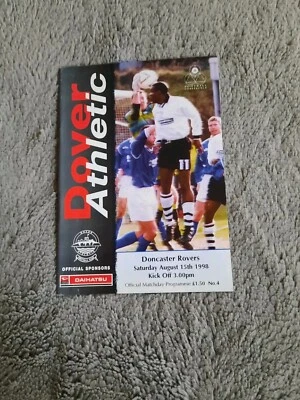 Dover
Athletic
11
OFFICIAL SPONSORS
DAIHATSU
Doncaster Rovers
Saturday August 15th 1998
Kick Off 3.00pm
Official Matchday Programme £1.50 No.4